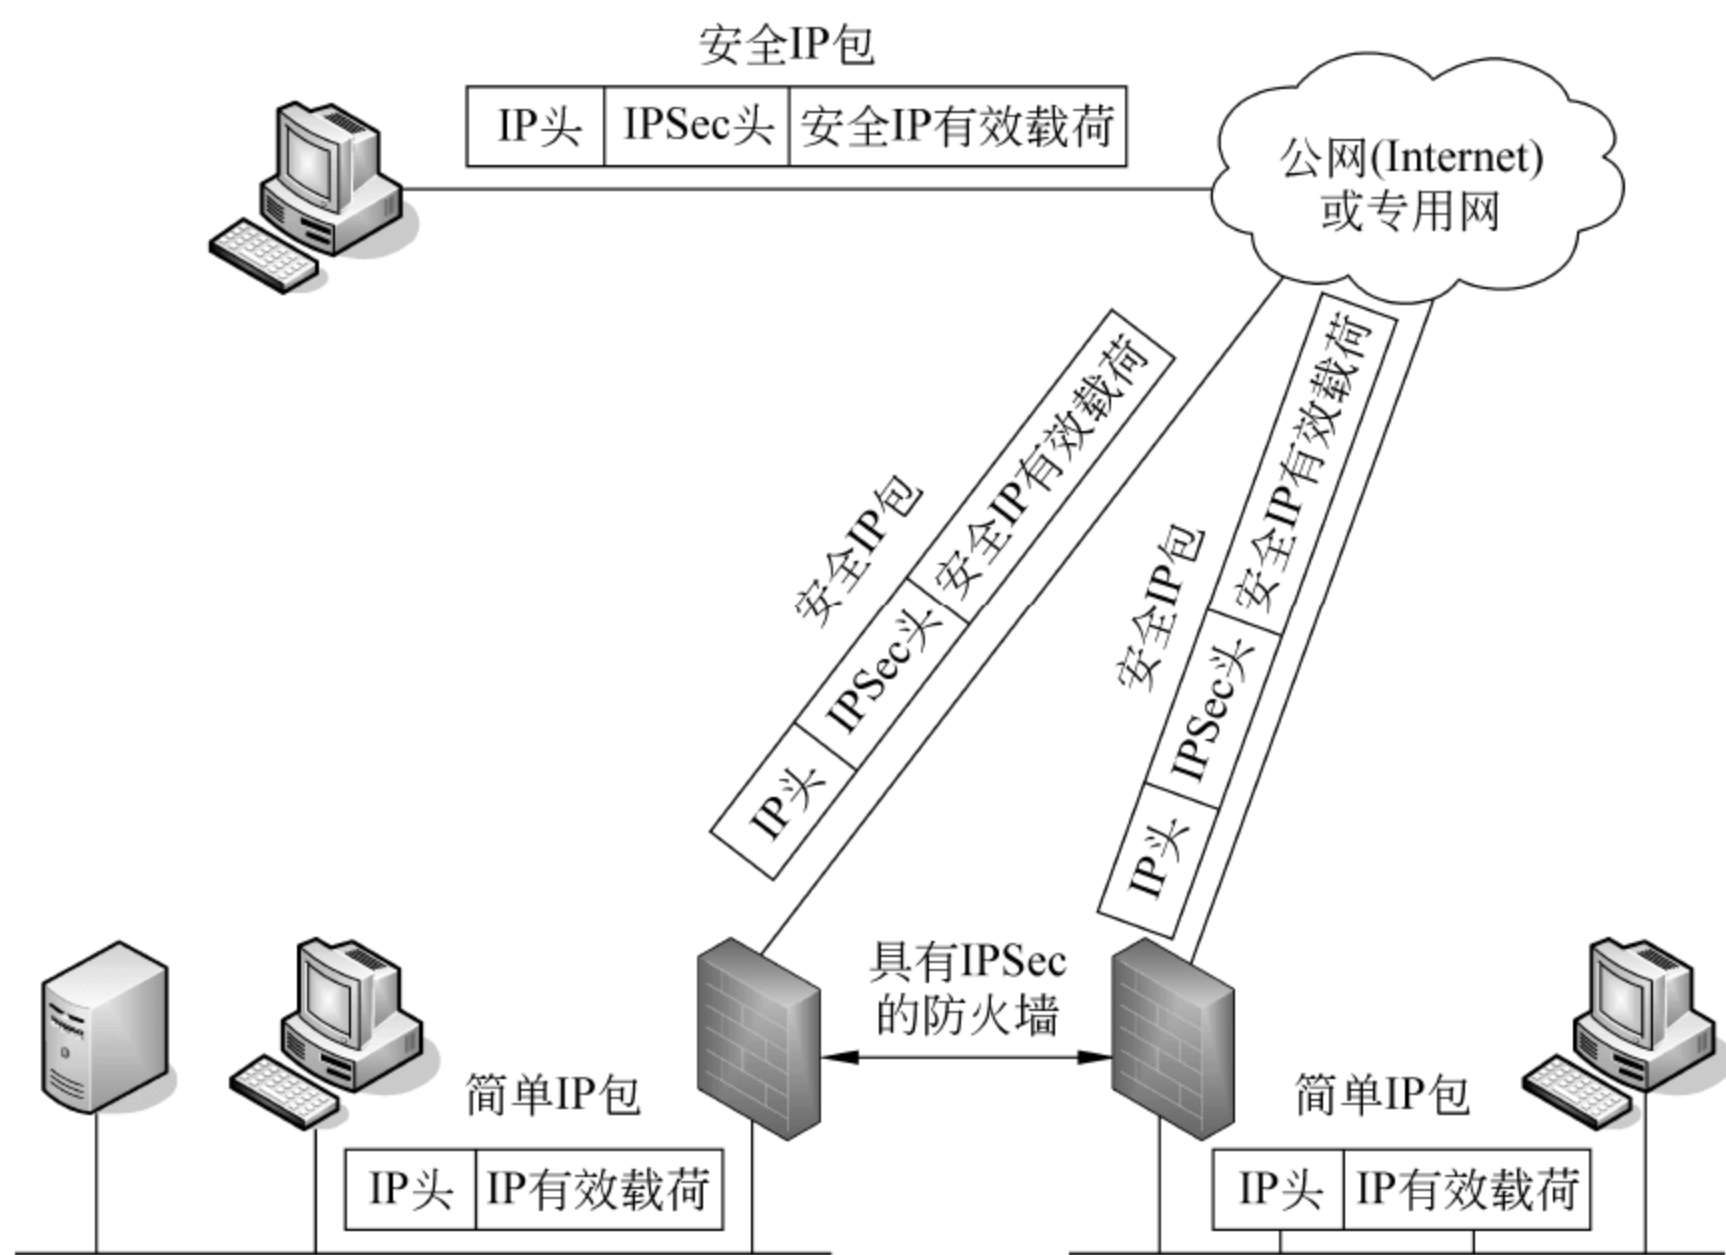 安全IP包
IP头 IPSec头 安全IP有效载荷
公网(Internet)
或专用网
安全IP包
IP头 IPSec头 安全IP有效载荷
安全IP包
IP头 IPSec头 安全IP有效载荷
具有IPSec
的防火墙
简单IP包
IP头 IP有效载荷
简单IP包
IP头 IP有效载荷